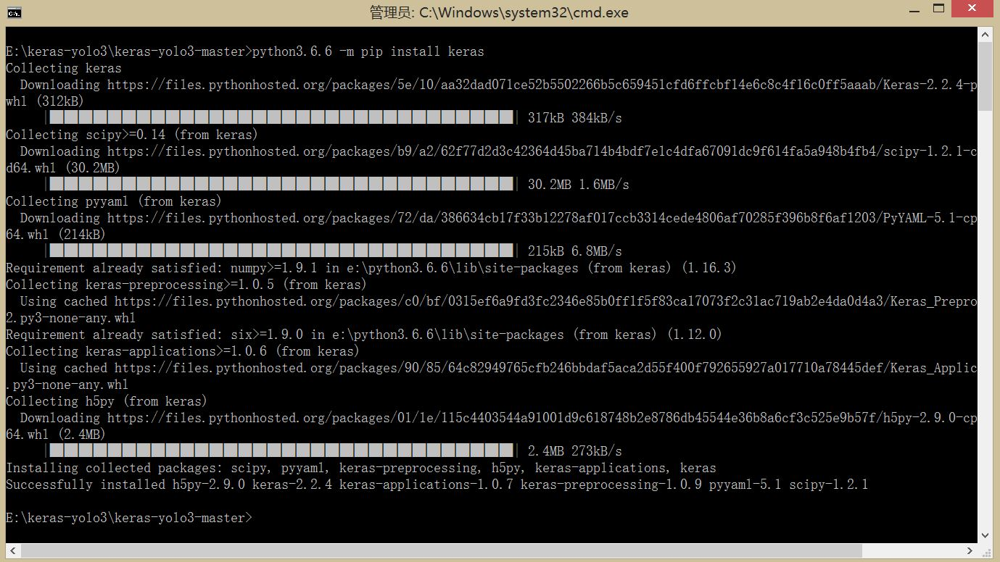 管理员: C:\Windows\system32\cmd.exe
E:\keras-yolo3\keras-yolo3-master>python3.6.6 -m pip install keras
Collecting keras
  Downloading https://files.pythonhosted.org/packages/5e/10/aa32dad071ce52b5502266b5c659451cfd6ffcbf14e6c8c4f16c0ff5aaab/Keras-2.2.4-p
whl (312kB)
317kB 384kB/s
Collecting scipy>=0.14 (from keras)
  Downloading https://files.pythonhosted.org/packages/b9/a2/62f77d2d3c42364d45ba714b4bdf7e1c4dfa67091dc9f614fa5a948b4fb4/scipy-1.2.1-c
d64.whl (30.2MB)
30.2MB 1.6MB/s
Collecting pyyaml (from keras)
  Downloading https://files.pythonhosted.org/packages/72/da/386634cb17f33b12278af017ccb3314cede4806af70285f396b8f6af1203/PyYAML-5.1-cp
64.whl (214kB)
215kB 6.8MB/s
Requirement already satisfied: numpy>=1.9.1 in e:\python3.6.6\lib\site-packages (from keras) (1.16.3)
Collecting keras-preprocessing>=1.0.5 (from keras)
  Using cached https://files.pythonhosted.org/packages/c0/bf/0315ef6a9fd3fc2346e85b0ff1f5f83ca17073f2c31ac719ab2e4da0d4a3/Keras_Prepro
2.py3-none-any.whl
Requirement already satisfied: six>=1.9.0 in e:\python3.6.6\lib\site-packages (from keras) (1.12.0)
Collecting keras-applications>=1.0.6 (from keras)
  Using cached https://files.pythonhosted.org/packages/90/85/64c82949765cfb246bbdaf5aca2d55f400f792655927a017710a78445def/Keras_Applic
.py3-none-any.whl
Collecting h5py (from keras)
  Downloading https://files.pythonhosted.org/packages/01/1e/115c4403544a91001d9c618748b2e8786db45544e36b8a6cf3c525e9b57f/h5py-2.9.0-cp
64.whl (2.4MB)
2.4MB 273kB/s
Installing collected packages: scipy, pyyaml, keras-preprocessing, h5py, keras-applications, keras
Successfully installed h5py-2.9.0 keras-2.2.4 keras-applications-1.0.7 keras-preprocessing-1.0.9 pyyaml-5.1 scipy-1.2.1
E:\keras-yolo3\keras-yolo3-master>